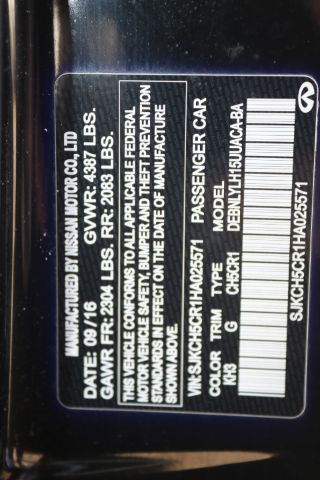 MANUFACTURED BY NISSAN MOTOR CO., LTD
DATE: 09 / 16 GVWR: 4387 LBS.
GAWR FR: 2304 LBS. RR: 2083 LBS.
THIS VEHICLE CONFORMS TO ALL APPLICABLE FEDERAL
MOTOR VEHICLE SAFETY, BUMPER AND THEFT PREVENTION
STANDARDS IN EFFECT ON THE DATE OF MANUFACTURE
SHOWN ABOVE.
VIN: SJKCH5CR1HA025571 PASSENGER CAR
COLOR TRIM TYPE MODEL
KH3 G CH5CR1 DEBNLYLH15UUACA-BA
SJKCH5CR1HA025571